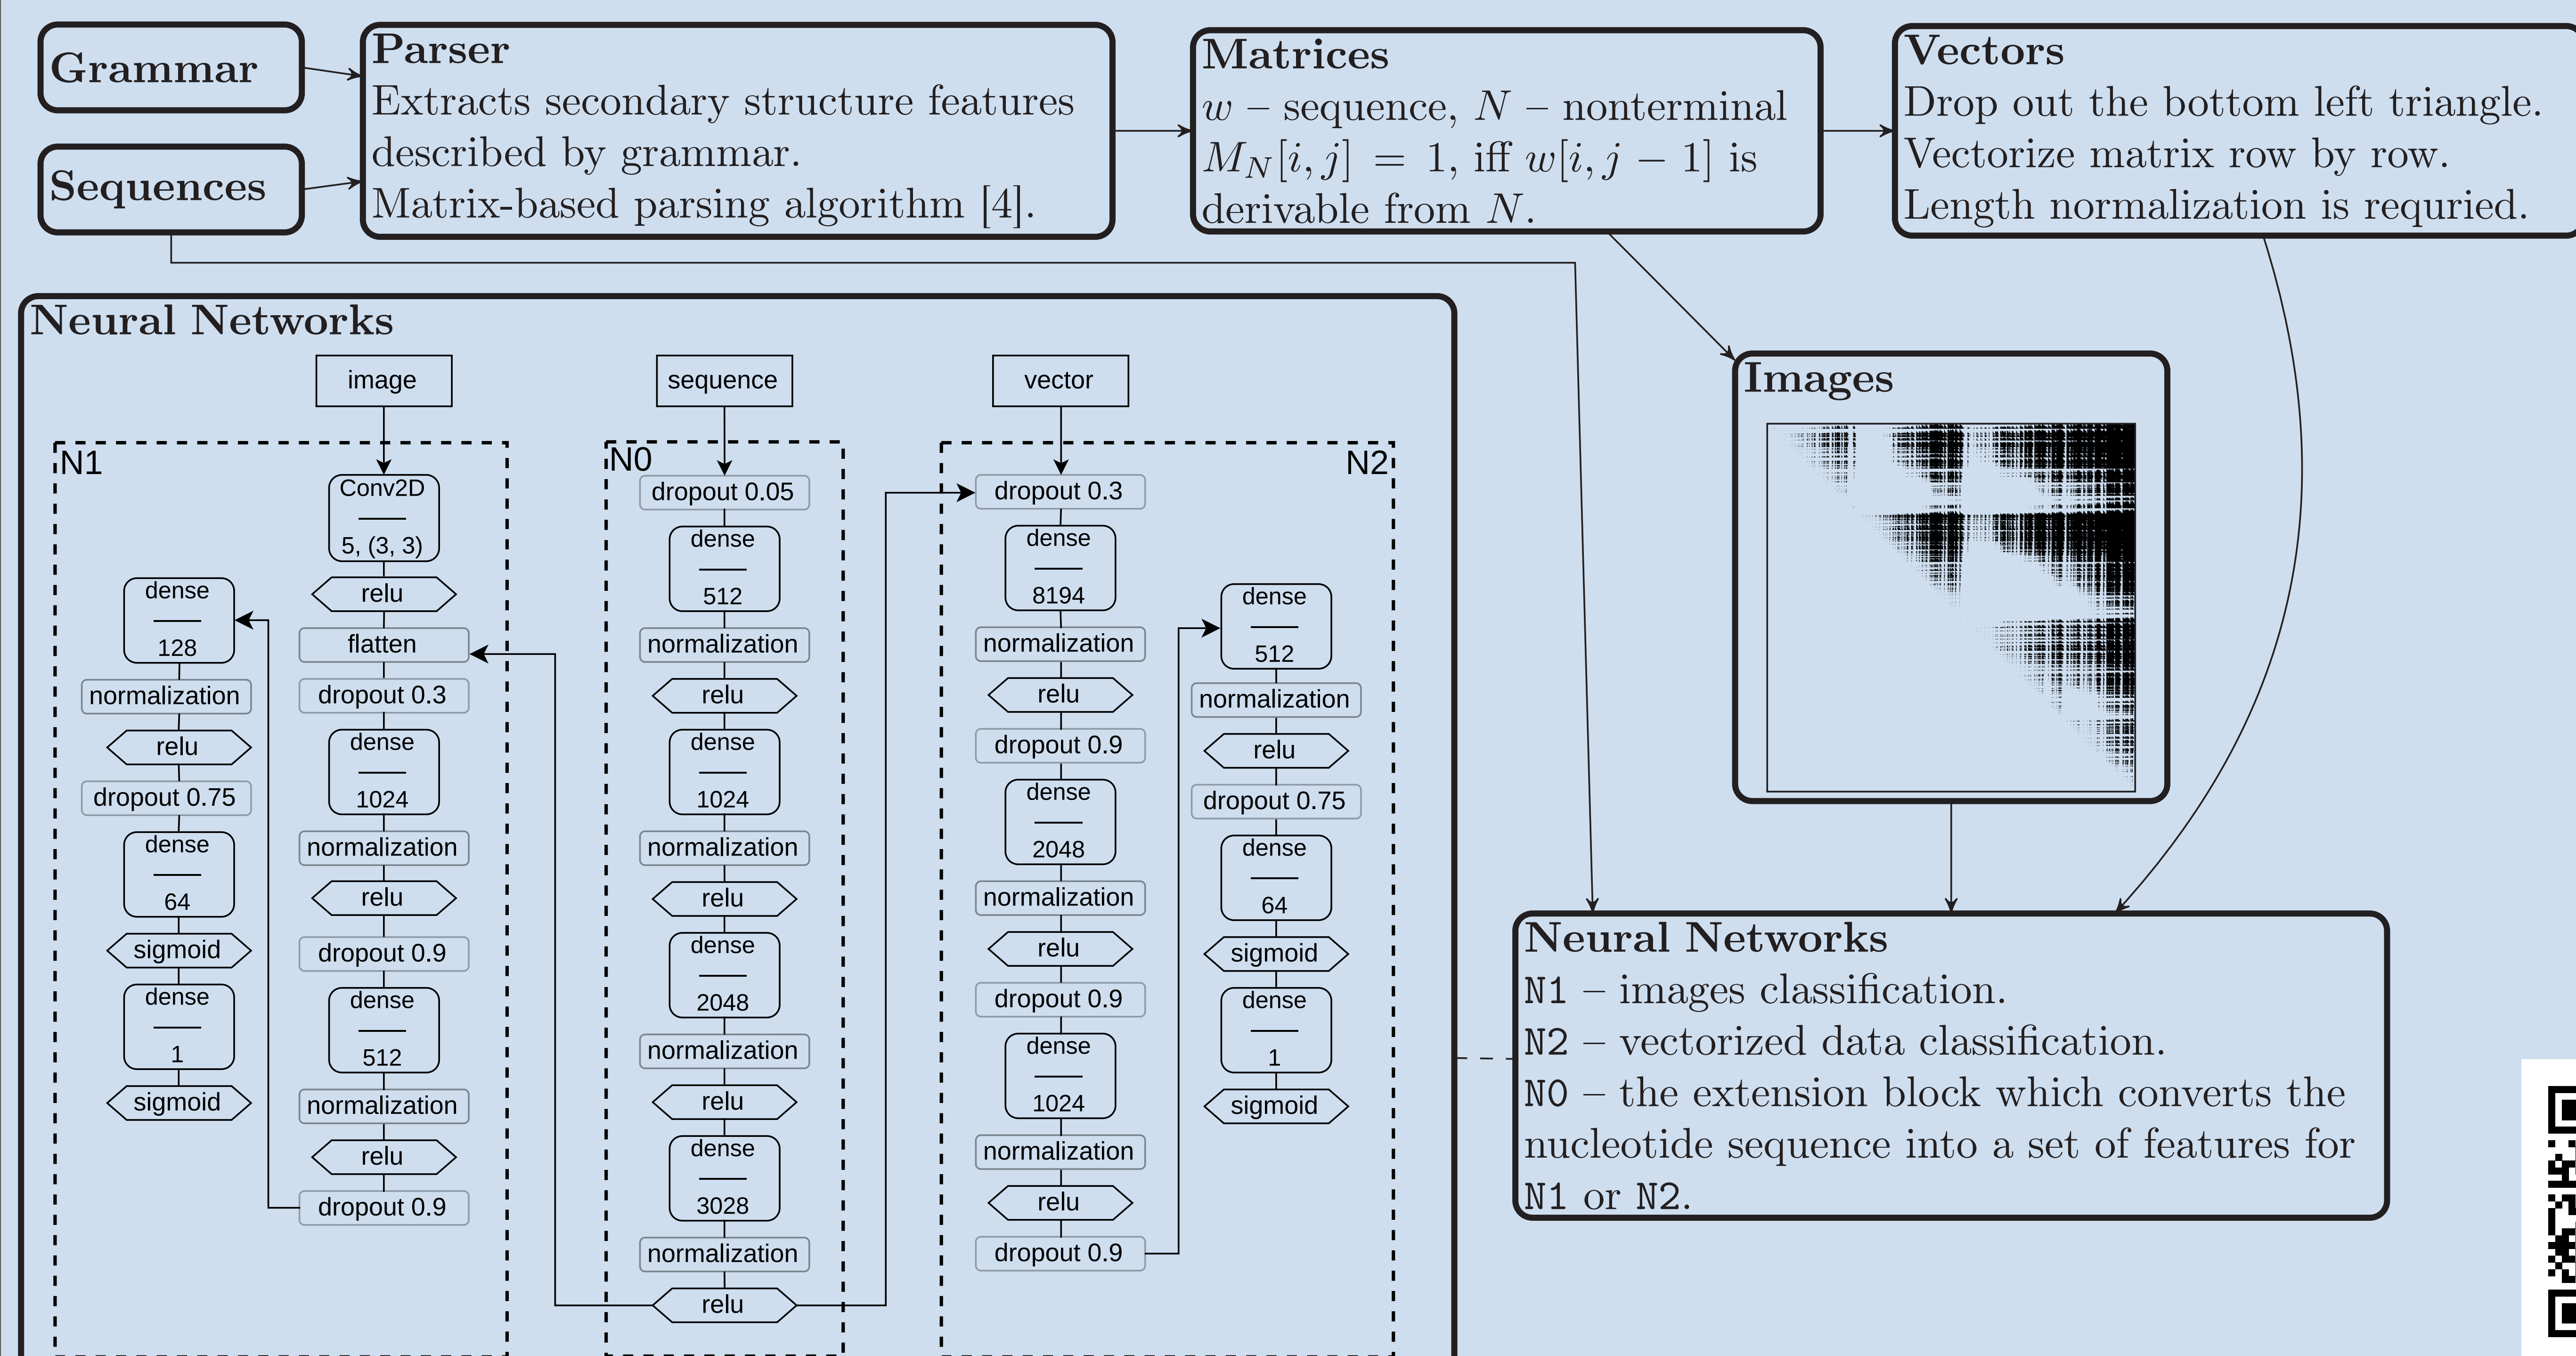 Grammar
Sequences
Parser
Extracts secondary structure features
described by grammar.
Matrix-based parsing algorithm [4].
Matrices
w – sequence, N – nonterminal
M_N[i, j] = 1, iff w[i, j − 1] is
derivable from N.
Vectors
Drop out the bottom left triangle.
Vectorize matrix row by row.
Length normalization is requried.
Neural Networks
image
N1
Conv2D
5, (3, 3)
relu
flatten
dropout 0.3
dense
1024
normalization
relu
dropout 0.9
dense
512
normalization
relu
dropout 0.9
dense
128
normalization
relu
dropout 0.75
dense
64
sigmoid
dense
1
sigmoid
sequence
N0
dropout 0.05
dense
512
normalization
relu
dense
1024
normalization
relu
dense
2048
normalization
relu
dense
3028
normalization
relu
vector
N2
dropout 0.3
dense
8194
normalization
relu
dropout 0.9
dense
2048
normalization
relu
dropout 0.9
dense
1024
normalization
relu
dropout 0.9
dense
512
normalization
relu
dropout 0.75
dense
64
sigmoid
dense
1
sigmoid
Images
Neural Networks
N1 – images classification.
N2 – vectorized data classification.
N0 – the extension block which converts the
nucleotide sequence into a set of features for
N1 or N2.